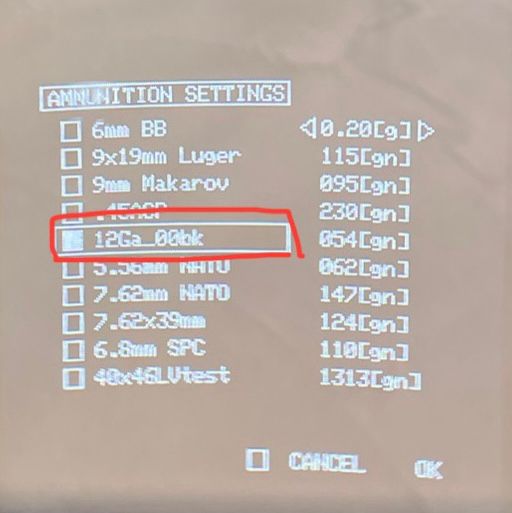 AMMUNITION SETTINGS
6mm BB ◁0.20[g]▷
9x19mm Luger 115[gn]
9mm Makarov 095[gn]
.45ACP 230[gn]
12Ga_00bk 054[gn]
5.56mm NATO 062[gn]
7.62mm NATO 147[gn]
7.62x39mm 124[gn]
6.8mm SPC 110[gn]
40x46LVtest 1313[gn]
CANCEL OK